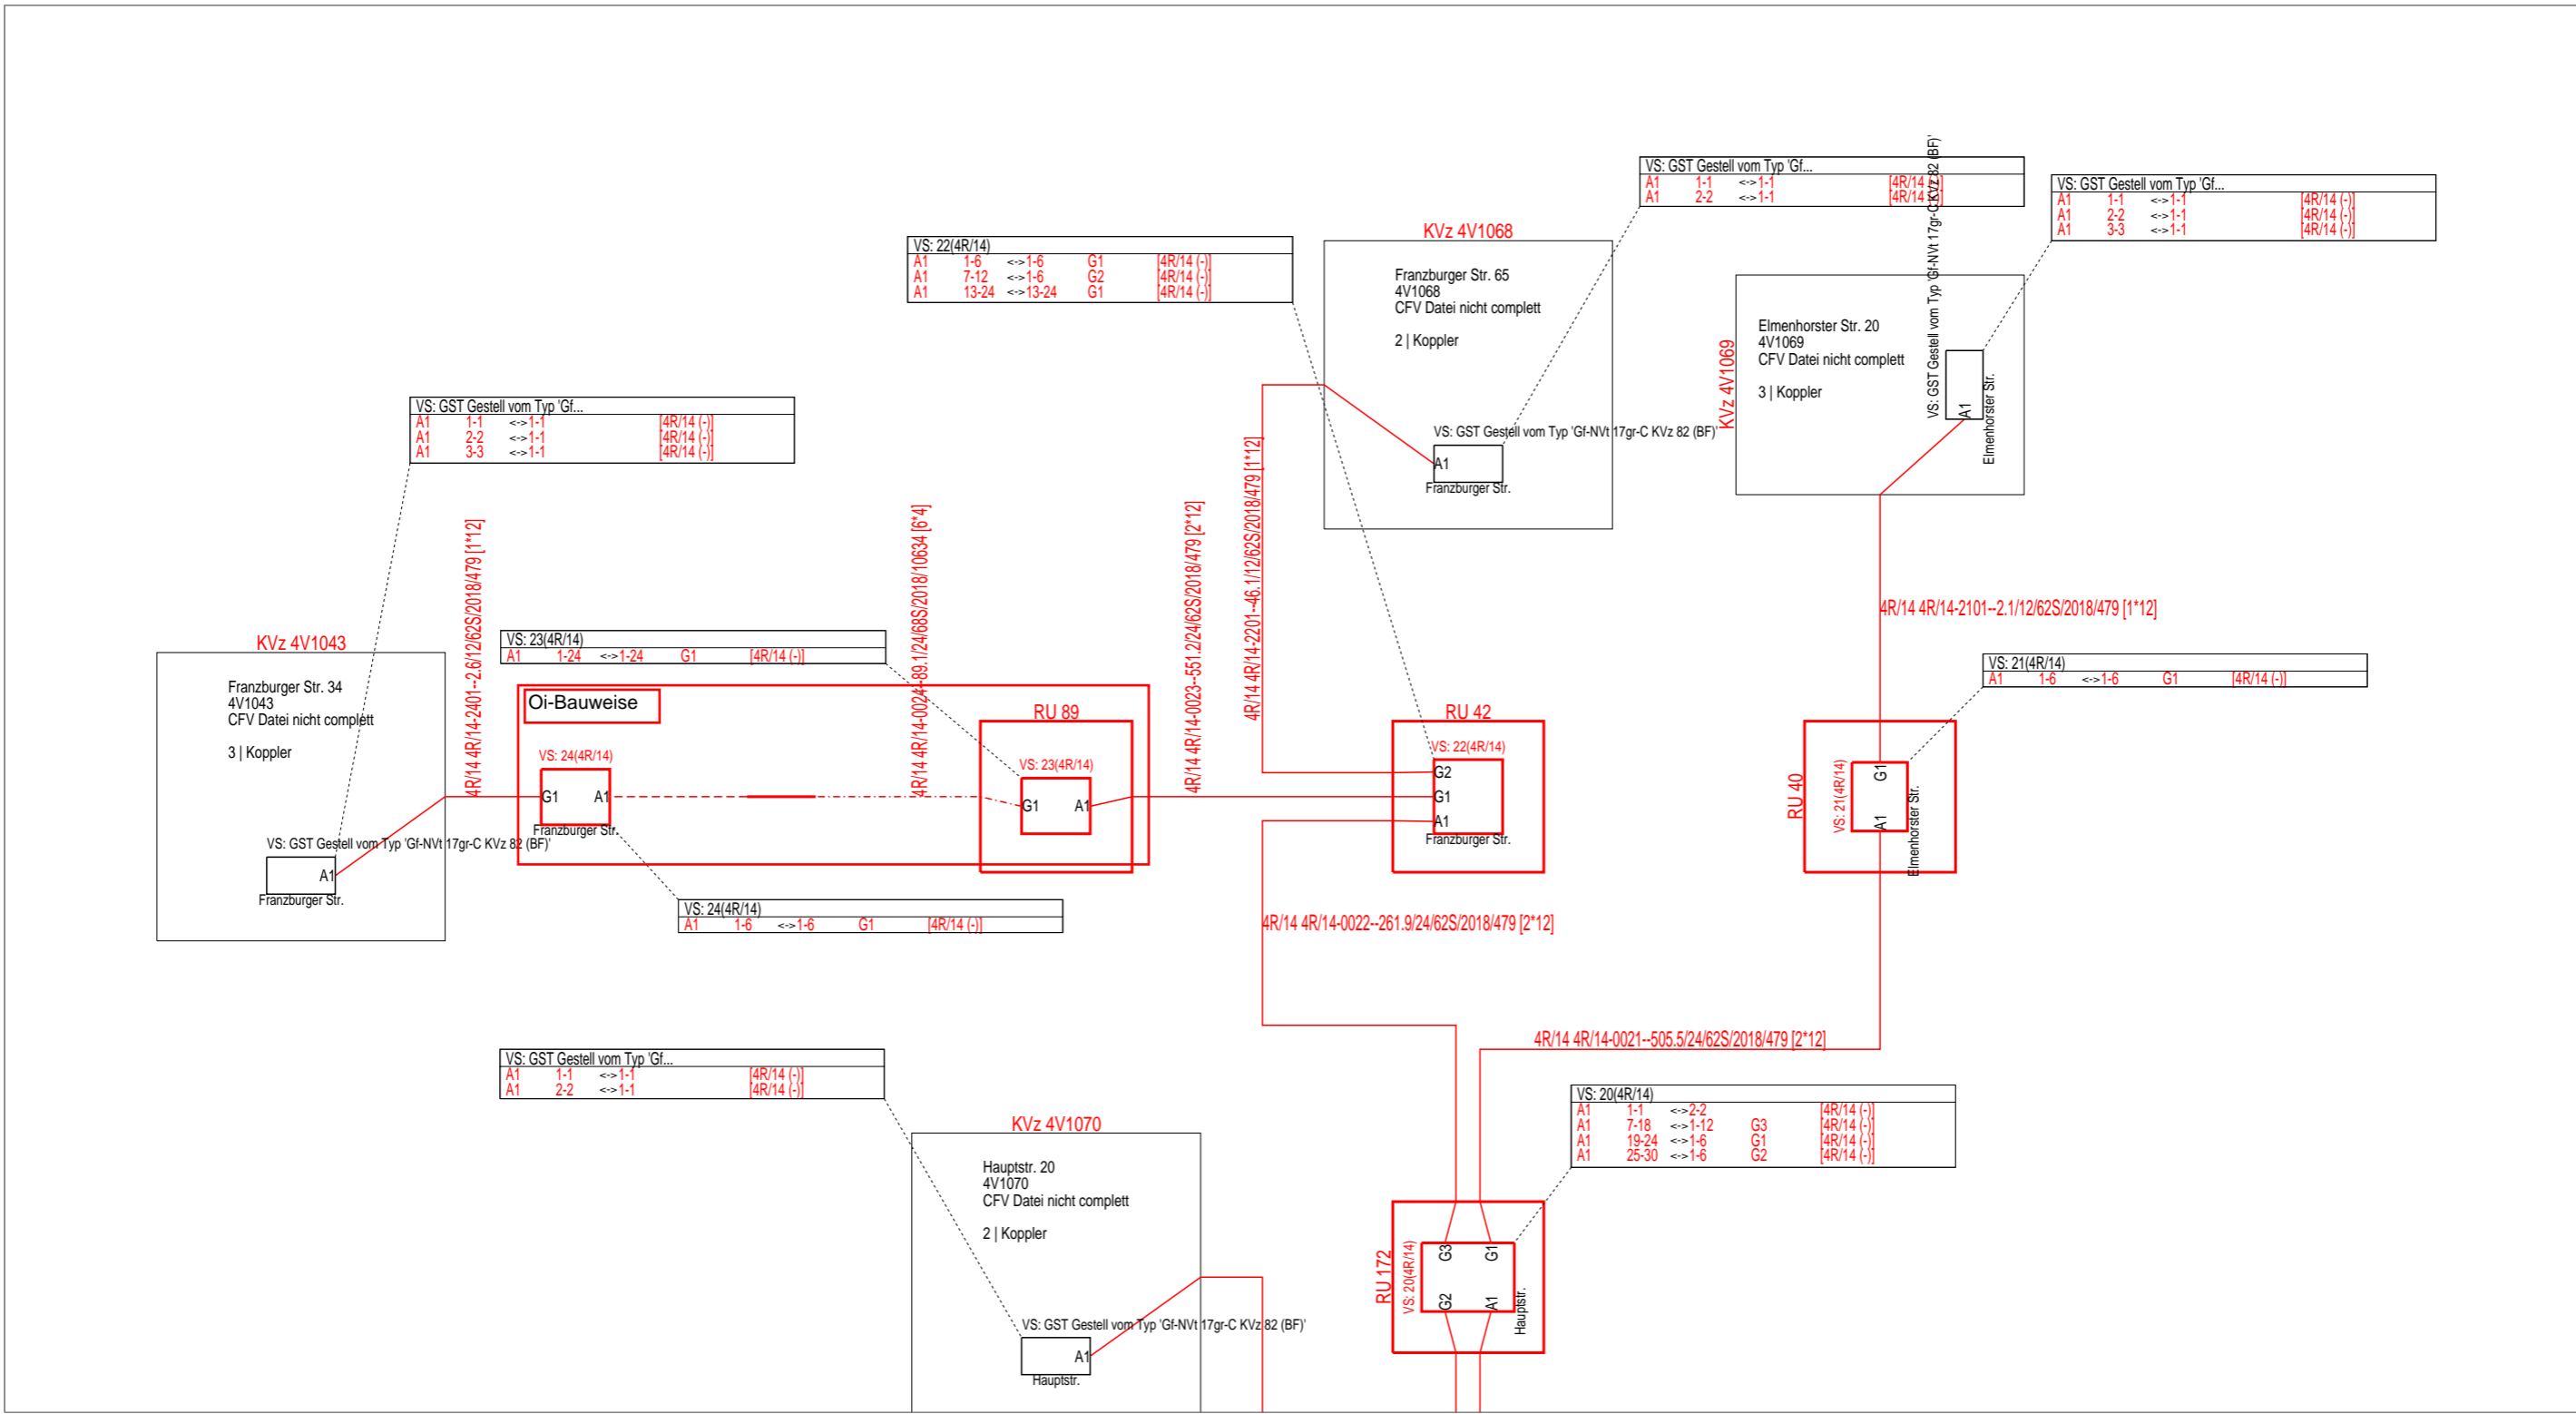 VS: GST Gestell vom Typ 'Gf...
A1 1-1 <->1-1 [4R/14 (-)]
A1 2-2 <->1-1 [4R/14 (-)]
VS: GST Gestell vom Typ 'Gf-NVt 17gr-C KVz 82 (BF)'
VS: GST Gestell vom Typ 'Gf...
A1 1-1 <->1-1 [4R/14 (-)]
A1 2-2 <->1-1 [4R/14 (-)]
A1 3-3 <->1-1 [4R/14 (-)]
VS: 22(4R/14)
A1 1-6 <->1-6 G1 [4R/14 (-)]
A1 7-12 <->1-6 G2 [4R/14 (-)]
A1 13-24 <->13-24 G1 [4R/14 (-)]
KVz 4V1068
Franzburger Str. 65
4V1068
CFV Datei nicht complett
2 | Koppler
VS: GST Gestell vom Typ 'Gf-NVt 17gr-C KVz 82 (BF)'
A1
Franzburger Str.
KVz 4V1069
Elmenhorster Str. 20
4V1069
CFV Datei nicht complett
3 | Koppler
A1
Elmenhorster Str.
VS: GST Gestell vom Typ 'Gf...
A1 1-1 <->1-1 [4R/14 (-)]
A1 2-2 <->1-1 [4R/14 (-)]
A1 3-3 <->1-1 [4R/14 (-)]
4R/14 4R/14-2401--2.6/12/62S/2018/479 [1*12]
4R/14 4R/14-0024--89.1/24/68S/2018/10634 [6*4]
4R/14 4R/14-0023--551.2/24/62S/2018/479 [2*12]
4R/14 4R/14-2201--46.1/12/62S/2018/479 [1*12]
4R/14 4R/14-2101--2.1/12/62S/2018/479 [1*12]
KVz 4V1043
Franzburger Str. 34
4V1043
CFV Datei nicht complett
3 | Koppler
VS: GST Gestell vom Typ 'Gf-NVt 17gr-C KVz 82 (BF)'
A1
Franzburger Str.
VS: 23(4R/14)
A1 1-24 <->1-24 G1 [4R/14 (-)]
Oi-Bauweise
VS: 24(4R/14)
G1 A1
Franzburger Str.
RU 89
VS: 23(4R/14)
G1 A1
RU 42
VS: 22(4R/14)
G2
G1
A1
Franzburger Str.
VS: 21(4R/14)
A1 1-6 <->1-6 G1 [4R/14 (-)]
RU 40
VS: 21(4R/14)
G1
A1
Elmenhorster Str.
VS: 24(4R/14)
A1 1-6 <->1-6 G1 [4R/14 (-)]
4R/14 4R/14-0022--261.9/24/62S/2018/479 [2*12]
4R/14 4R/14-0021--505.5/24/62S/2018/479 [2*12]
VS: GST Gestell vom Typ 'Gf...
A1 1-1 <->1-1 [4R/14 (-)]
A1 2-2 <->1-1 [4R/14 (-)]
KVz 4V1070
Hauptstr. 20
4V1070
CFV Datei nicht complett
2 | Koppler
VS: GST Gestell vom Typ 'Gf-NVt 17gr-C KVz 82 (BF)'
A1
Hauptstr.
VS: 20(4R/14)
A1 1-1 <->2-2 [4R/14 (-)]
A1 7-18 <->1-12 G3 [4R/14 (-)]
A1 19-24 <->1-6 G1 [4R/14 (-)]
A1 25-30 <->1-6 G2 [4R/14 (-)]
RU 172
VS: 20(4R/14)
G3 G1
G2 A1
Hauptstr.